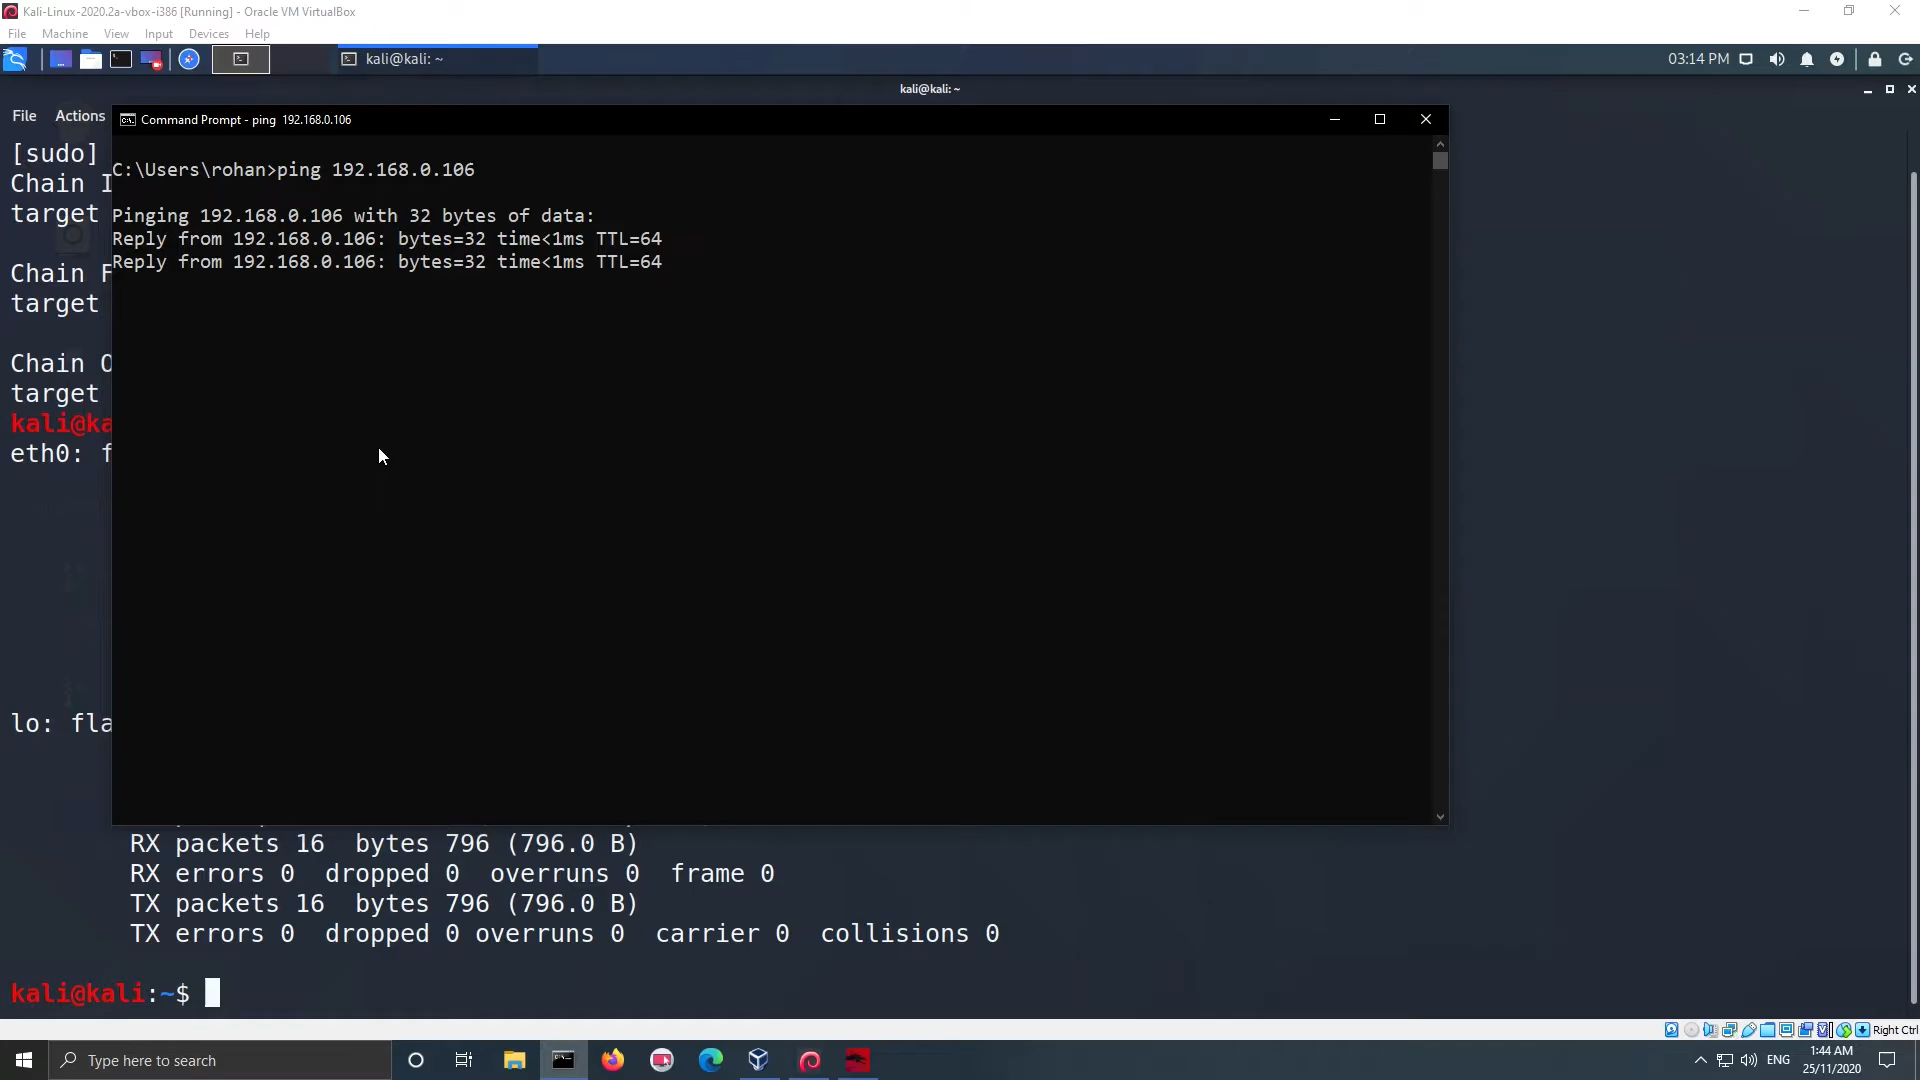 Kali-Linux-2020.2a-vbox-i386 [Running] - Oracle VM VirtualBox
File Machine View Input Devices Help
kali@kali: ~
03:14 PM
kali@kali: ~
File Actions
Command Prompt - ping 192.168.0.106
[sudo]
C:\Users\rohan>ping 192.168.0.106
Chain I
target
Pinging 192.168.0.106 with 32 bytes of data:
Reply from 192.168.0.106: bytes=32 time<1ms TTL=64
Reply from 192.168.0.106: bytes=32 time<1ms TTL=64
Chain F
target
Chain O
target
kali@ka
eth0: f
lo: fla
RX packets 16 bytes 796 (796.0 B)
RX errors 0 dropped 0 overruns 0 frame 0
TX packets 16 bytes 796 (796.0 B)
TX errors 0 dropped 0 overruns 0 carrier 0 collisions 0
kali@kali:~$
Right Ctrl
Type here to search
ENG
1:44 AM
25/11/2020